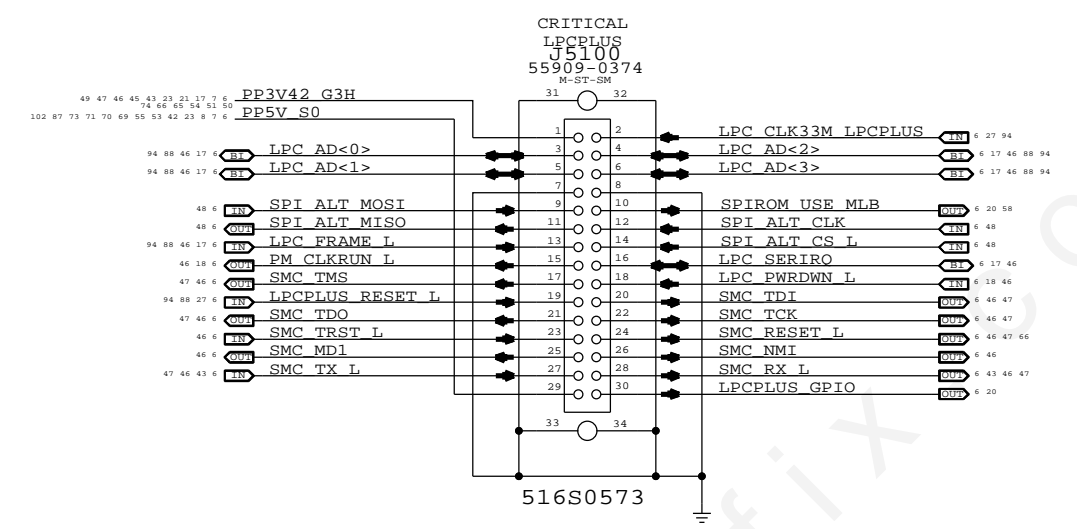 CRITICAL
LPCPLUS
J5100
55909-0374
M-ST-SM
49 47 46 45 43 23 21 17 7 6 PP3V42_G3H
74 66 65 54 51 50
102 87 73 71 70 69 55 53 42 23 8 7 6 PP5V_S0
31 32
1 2 LPC_CLK33M_LPCPLUS IN 6 27 94
94 88 46 17 6 BI LPC_AD<0> 3 4 LPC_AD<2> BI 6 17 46 88 94
94 88 46 17 6 BI LPC_AD<1> 5 6 LPC_AD<3> BI 6 17 46 88 94
7 8
48 6 IN SPI_ALT_MOSI 9 10 SPIROM_USE_MLB OUT 6 20 58
48 6 OUT SPI_ALT_MISO 11 12 SPI_ALT_CLK IN 6 48
94 88 46 17 6 IN LPC_FRAME_L 13 14 SPI_ALT_CS_L IN 6 48
46 18 6 OUT PM_CLKRUN_L 15 16 LPC_SERIRQ BI 6 17 46
47 46 6 OUT SMC_TMS 17 18 LPC_PWRDWN_L IN 6 18 46
94 88 27 6 IN LPCPLUS_RESET_L 19 20 SMC_TDI OUT 6 46 47
47 46 6 OUT SMC_TDO 21 22 SMC_TCK OUT 6 46 47
46 6 IN SMC_TRST_L 23 24 SMC_RESET_L OUT 6 46 47 66
46 6 OUT SMC_MD1 25 26 SMC_NMI OUT 6 46
47 46 43 6 IN SMC_TX_L 27 28 SMC_RX_L OUT 6 43 46 47
29 30 LPCPLUS_GPIO OUT 6 20
33 34
516S0573